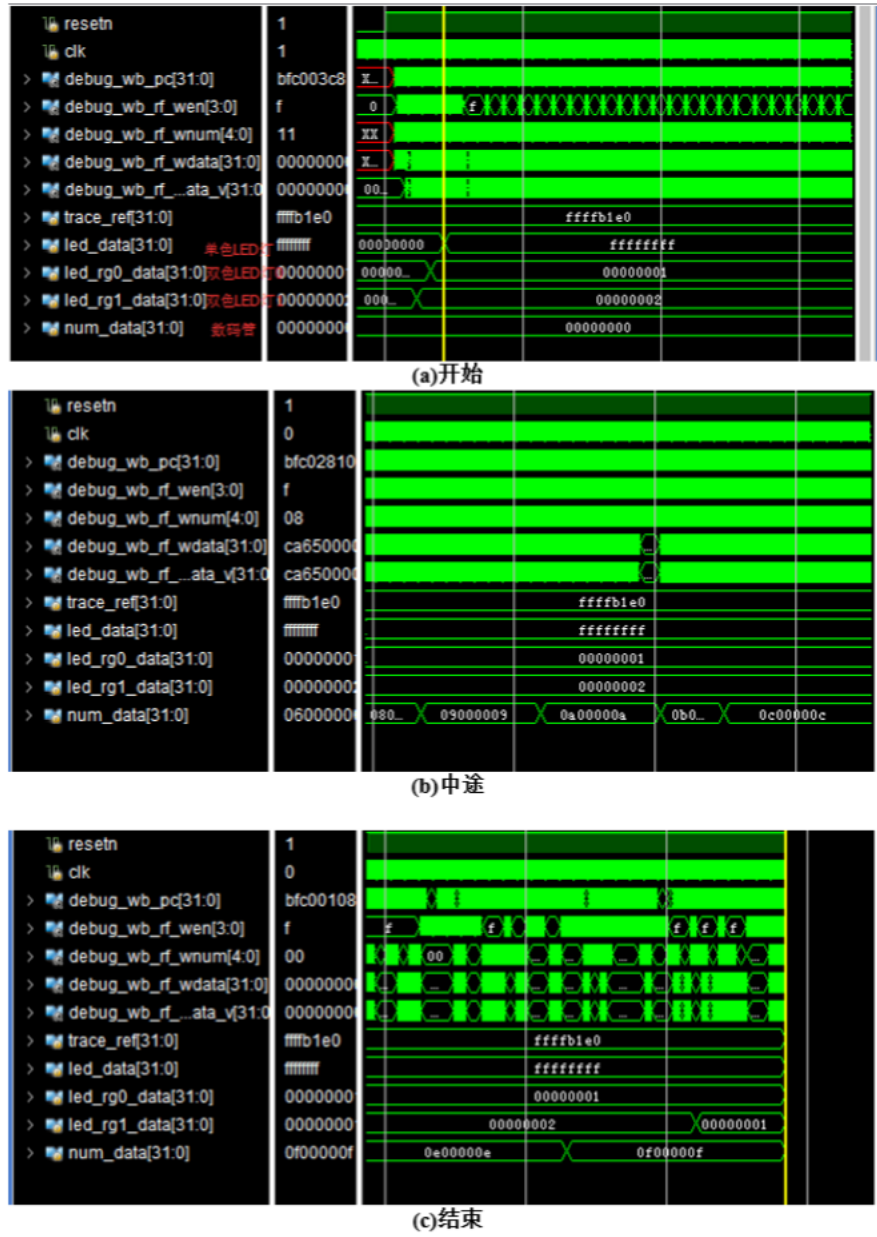 resetn 1
clk 1
debug_wb_pc[31:0] bfc003c8 X...
debug_wb_rf_wen[3:0] f 0 f
debug_wb_rf_wnum[4:0] 11 XX
debug_wb_rf_wdata[31:0] 00000000 X...
debug_wb_rf_...ata_v[31:0 00000000 00...
trace_ref[31:0] ffffb1e0 ffffb1e0
led_data[31:0] 单色LED灯 ffffffff 00000000 ffffffff
led_rg0_data[31:0] 双色LED灯 00000001 00000... 00000001
led_rg1_data[31:0] 双色LED灯 00000002 000... 00000002
num_data[31:0] 数码管 00000000 00000000
(a)开始
resetn 1
clk 0
debug_wb_pc[31:0] bfc02810
debug_wb_rf_wen[3:0] f
debug_wb_rf_wnum[4:0] 08
debug_wb_rf_wdata[31:0] ca650000 ...
debug_wb_rf_...ata_v[31:0 ca650000 ...
trace_ref[31:0] ffffb1e0 ffffb1e0
led_data[31:0] ffffffff ffffffff
led_rg0_data[31:0] 00000001 00000001
led_rg1_data[31:0] 00000002 00000002
num_data[31:0] 0600000 080... 09000009 0a00000a 0b0... 0c00000c
(b)中途
resetn 1
clk 0
debug_wb_pc[31:0] bfc00108
debug_wb_rf_wen[3:0] f f f f f f
debug_wb_rf_wnum[4:0] 00 00 ... ... ... ...
debug_wb_rf_wdata[31:0] 00000000 ... ... ... ... ... ... ...
debug_wb_rf_...ata_v[31:0 00000000 ... ... ... ... ... ... ...
trace_ref[31:0] ffffb1e0 ffffb1e0
led_data[31:0] ffffffff ffffffff
led_rg0_data[31:0] 00000001 00000001
led_rg1_data[31:0] 00000001 00000002 00000001
num_data[31:0] 0f00000f 0e00000e 0f00000f
(c)结束